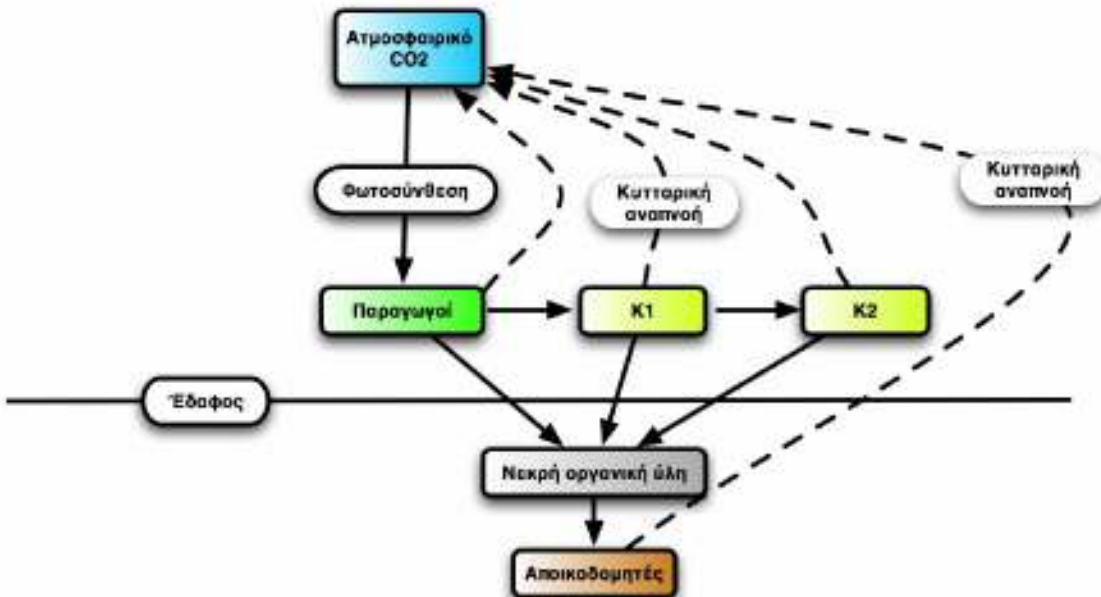 Ατμοσφαιρικό
CO2
Φωτοσύνθεση
Κυτταρική
αναπνοή
Κυτταρική
αναπνοή
Παραγωγοί
Κ1
Κ2
Έδαφος
Νεκρή οργανική ύλη
Αποικοδομητές